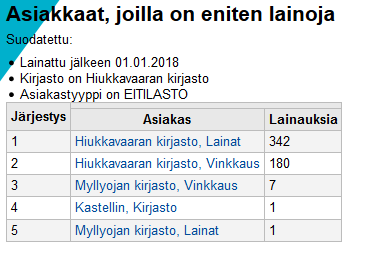 Asiakkaat, joilla on eniten lainoja
Suodatettu:
• Lainattu jälkeen 01.01.2018
• Kirjasto on Hiukkavaaran kirjasto
• Asiakastyyppi on EITILASTO
Järjestys Asiakas Lainauksia
1 Hiukkavaaran kirjasto, Lainat 342
2 Hiukkavaaran kirjasto, Vinkkaus 180
3 Myllyojan kirjasto, Vinkkaus 7
4 Kastellin, Kirjasto 1
5 Myllyojan kirjasto, Lainat 1